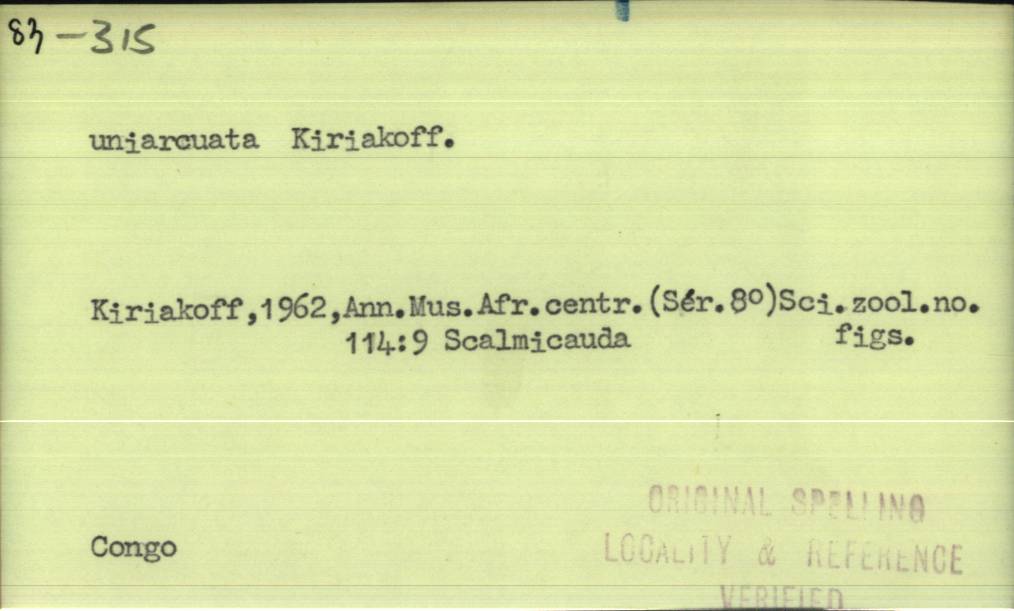 83-315
uniarcuata Kiriakoff.
Kiriakoff,1962,Ann.Mus.Afr.centr.(Sér.8°)Sci.zool.no.
114:9 Scalmicauda figs.
Congo
ORIGINAL SPELLING
LOCALITY & REFERENCE
VERIFIED